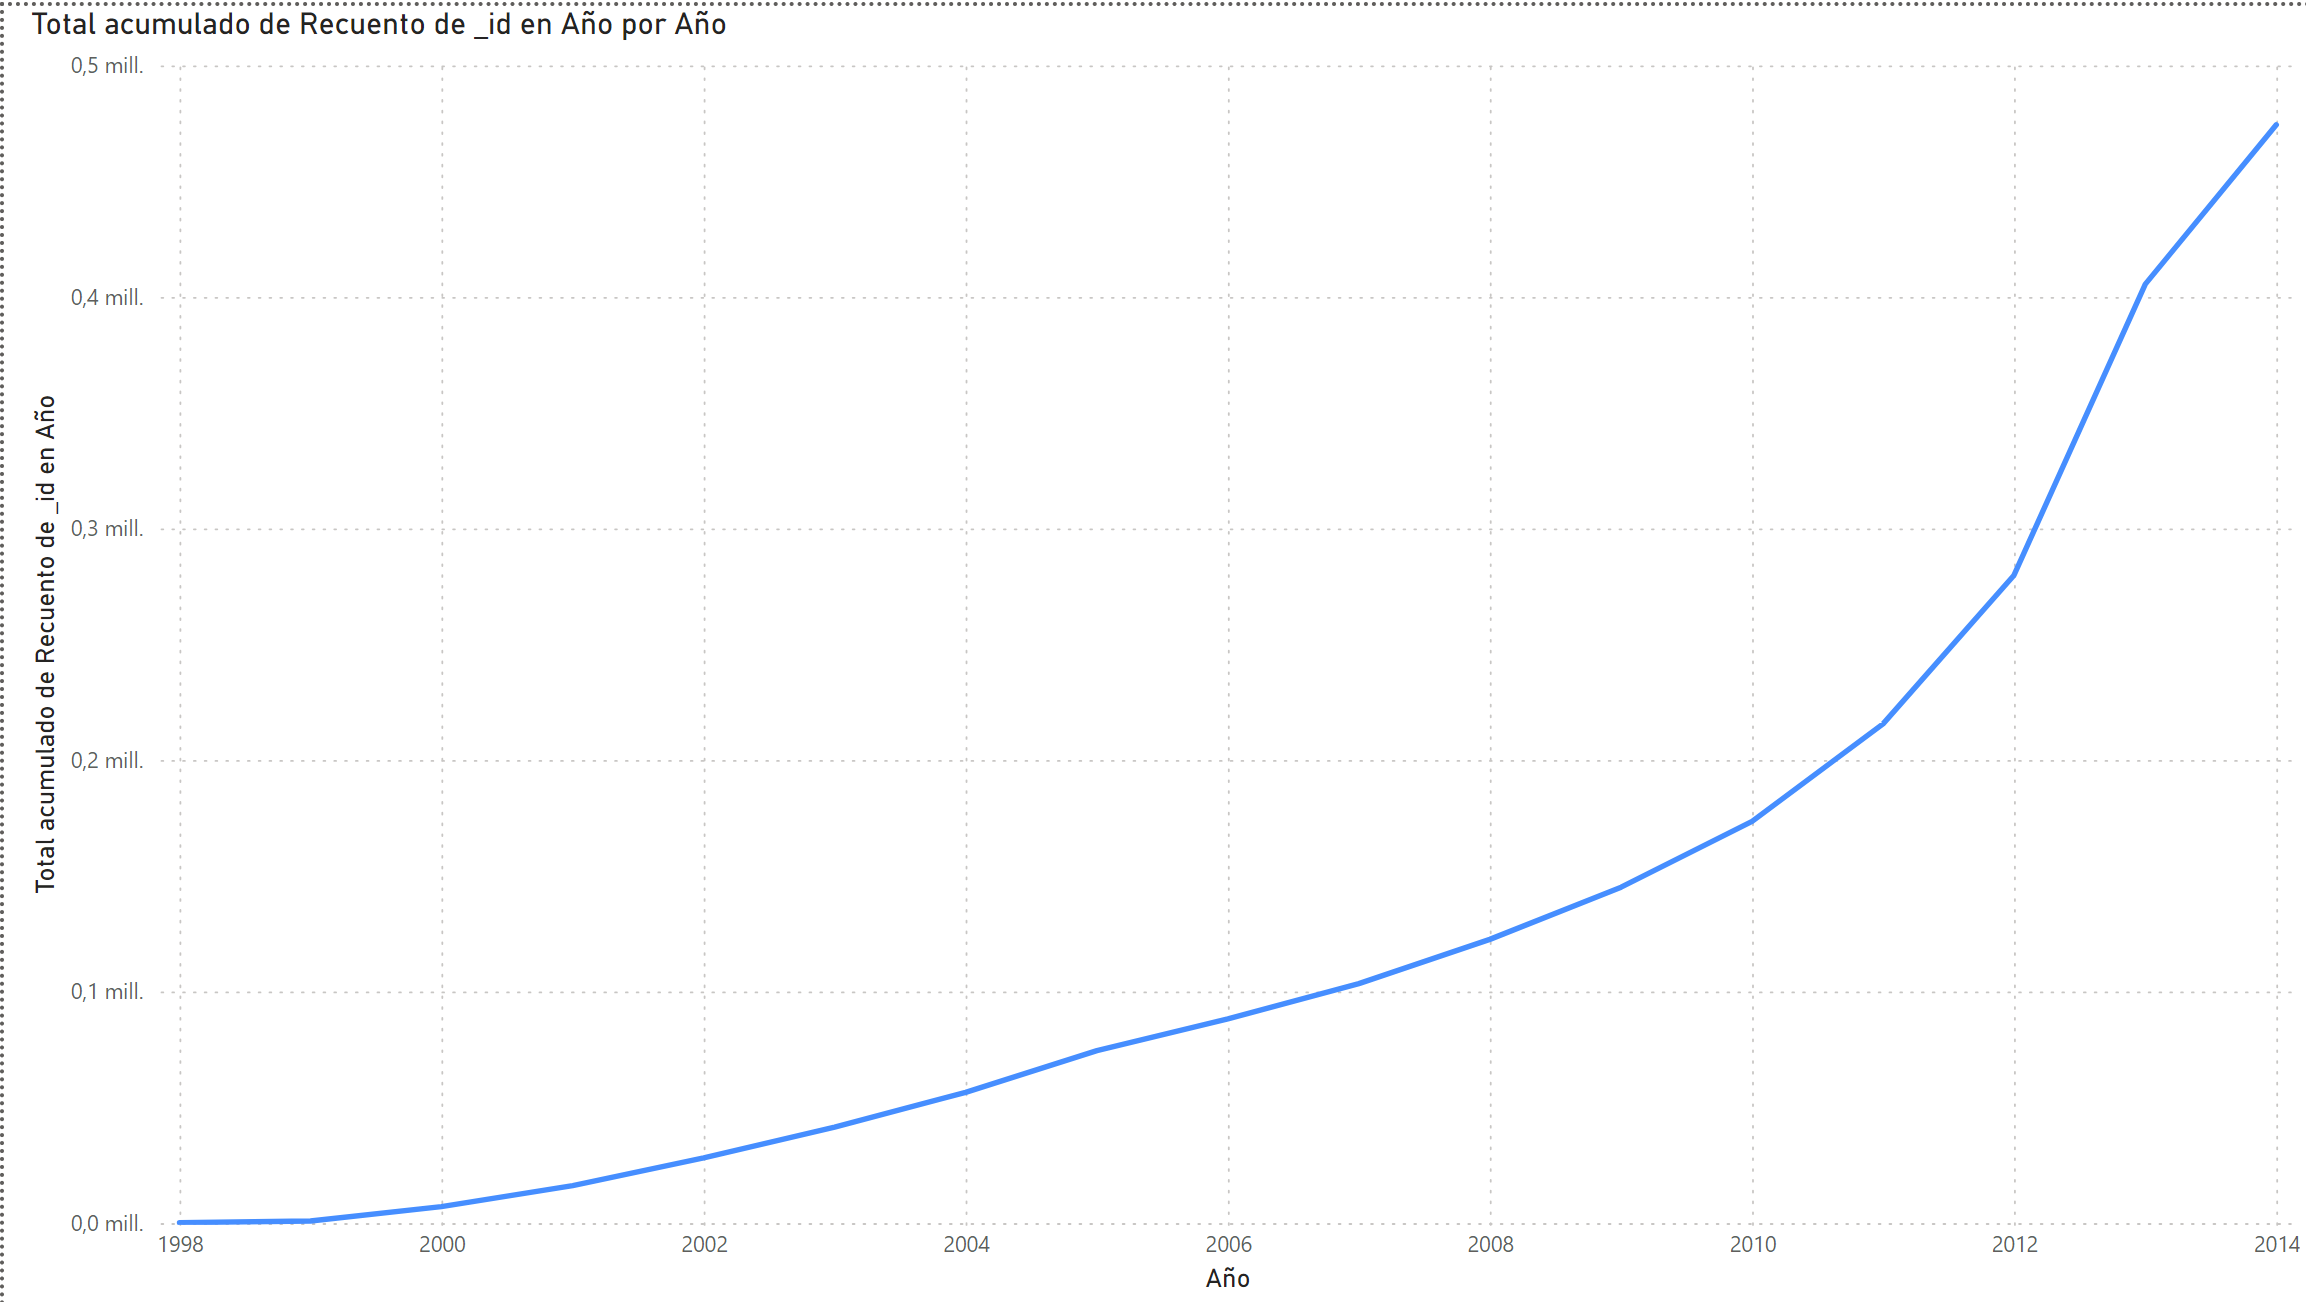 Total acumulado de Recuento de _id en Año por Año
Total acumulado de Recuento de _id en Año
0,5 mill.
0,4 mill.
0,3 mill.
0,2 mill.
0,1 mill.
0,0 mill.
1998
2000
2002
2004
2006
2008
2010
2012
2014
Año